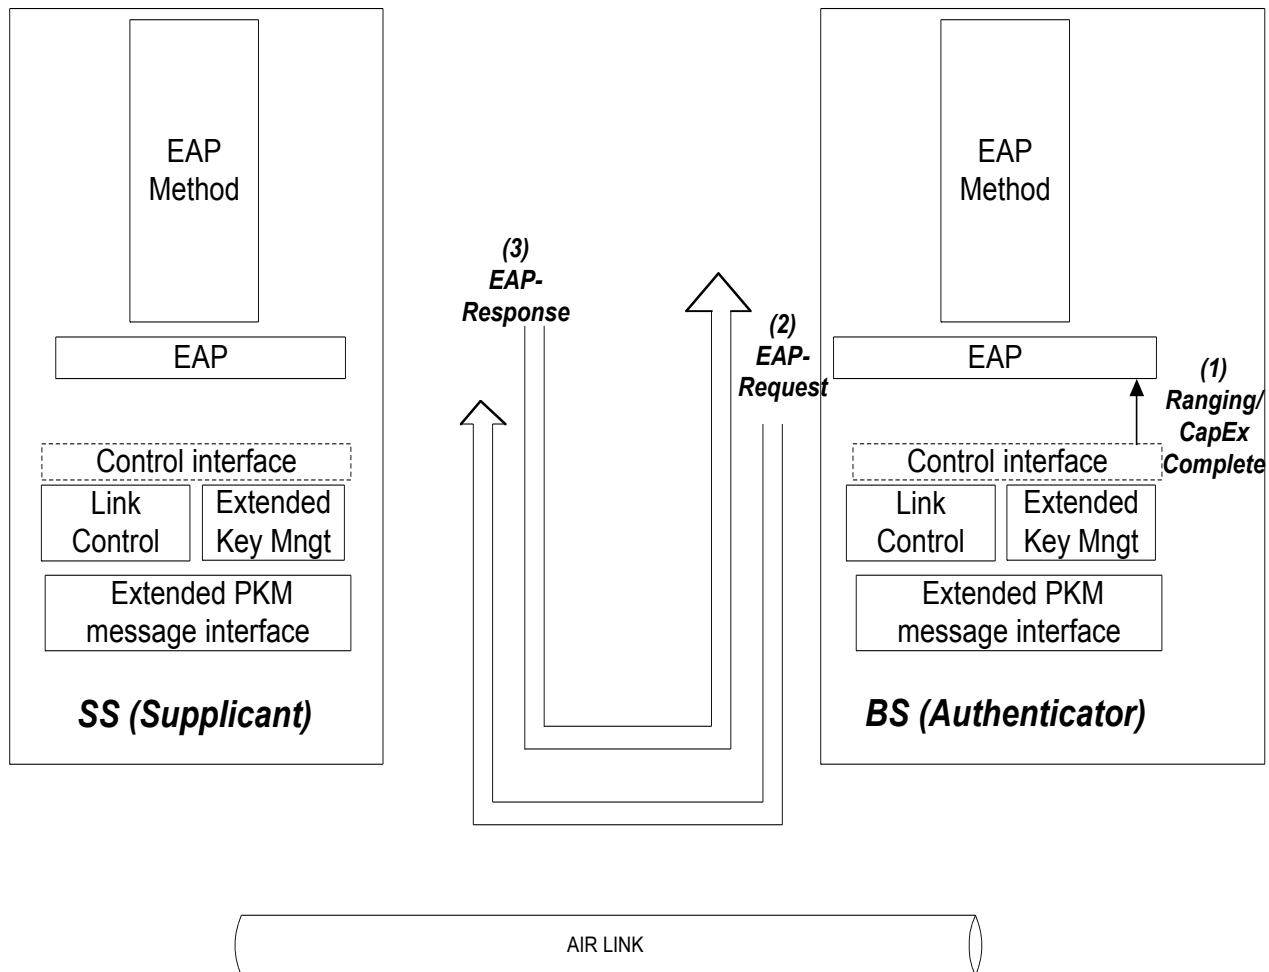 EAP
Method
EAP
Control interface
Link
Control
Extended
Key Mngt
Extended PKM
message interface
SS (Supplicant)
(3)
EAP-
Response
(2)
EAP-
Request
EAP
Method
EAP
(1)
Ranging/
CapEx
Complete
Control interface
Link
Control
Extended
Key Mngt
Extended PKM
message interface
BS (Authenticator)
AIR LINK